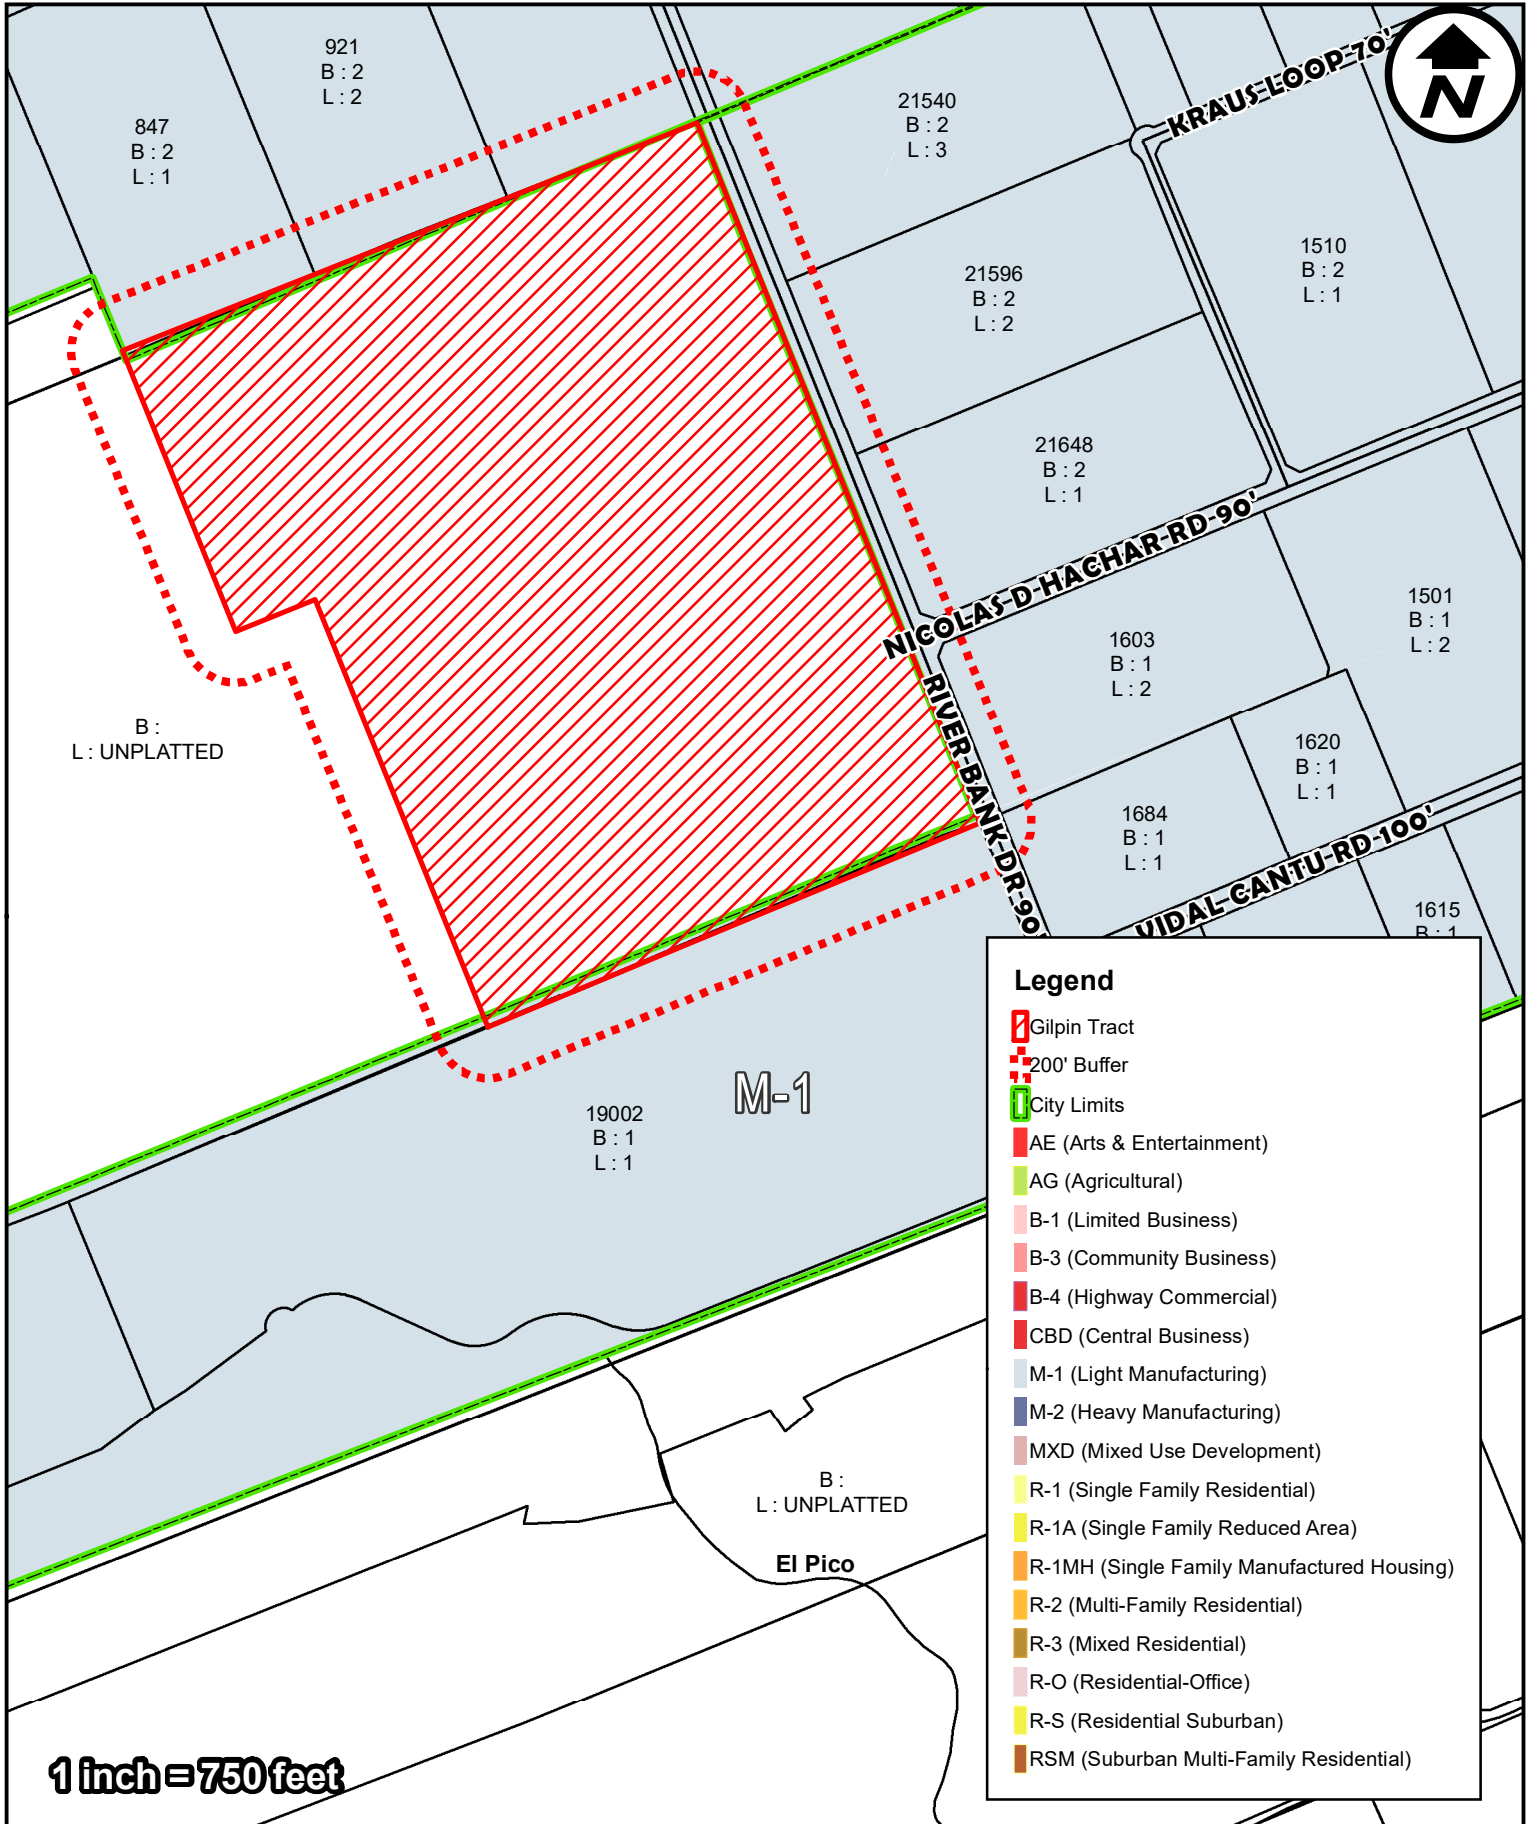 921
B : 2
L : 2
847
B : 2
L : 1
21540
B : 2
L : 3
KRAUS LOOP 70'
N
1510
B : 2
L : 1
21596
B : 2
L : 2
21648
B : 2
L : 1
NICOLAS D HACHAR RD 90'
1501
B : 1
L : 2
1603
B : 1
L : 2
RIVER BANK DR 90'
B :
L : UNPLATTED
1620
B : 1
L : 1
1684
B : 1
L : 1
VIDAL CANTU RD 100'
1615
B : 1
M-1
19002
B : 1
L : 1
B :
L : UNPLATTED
El Pico
1 inch = 750 feet
Legend
Gilpin Tract
200' Buffer
City Limits
AE (Arts & Entertainment)
AG (Agricultural)
B-1 (Limited Business)
B-3 (Community Business)
B-4 (Highway Commercial)
CBD (Central Business)
M-1 (Light Manufacturing)
M-2 (Heavy Manufacturing)
MXD (Mixed Use Development)
R-1 (Single Family Residential)
R-1A (Single Family Reduced Area)
R-1MH (Single Family Manufactured Housing)
R-2 (Multi-Family Residential)
R-3 (Mixed Residential)
R-O (Residential-Office)
R-S (Residential Suburban)
RSM (Suburban Multi-Family Residential)